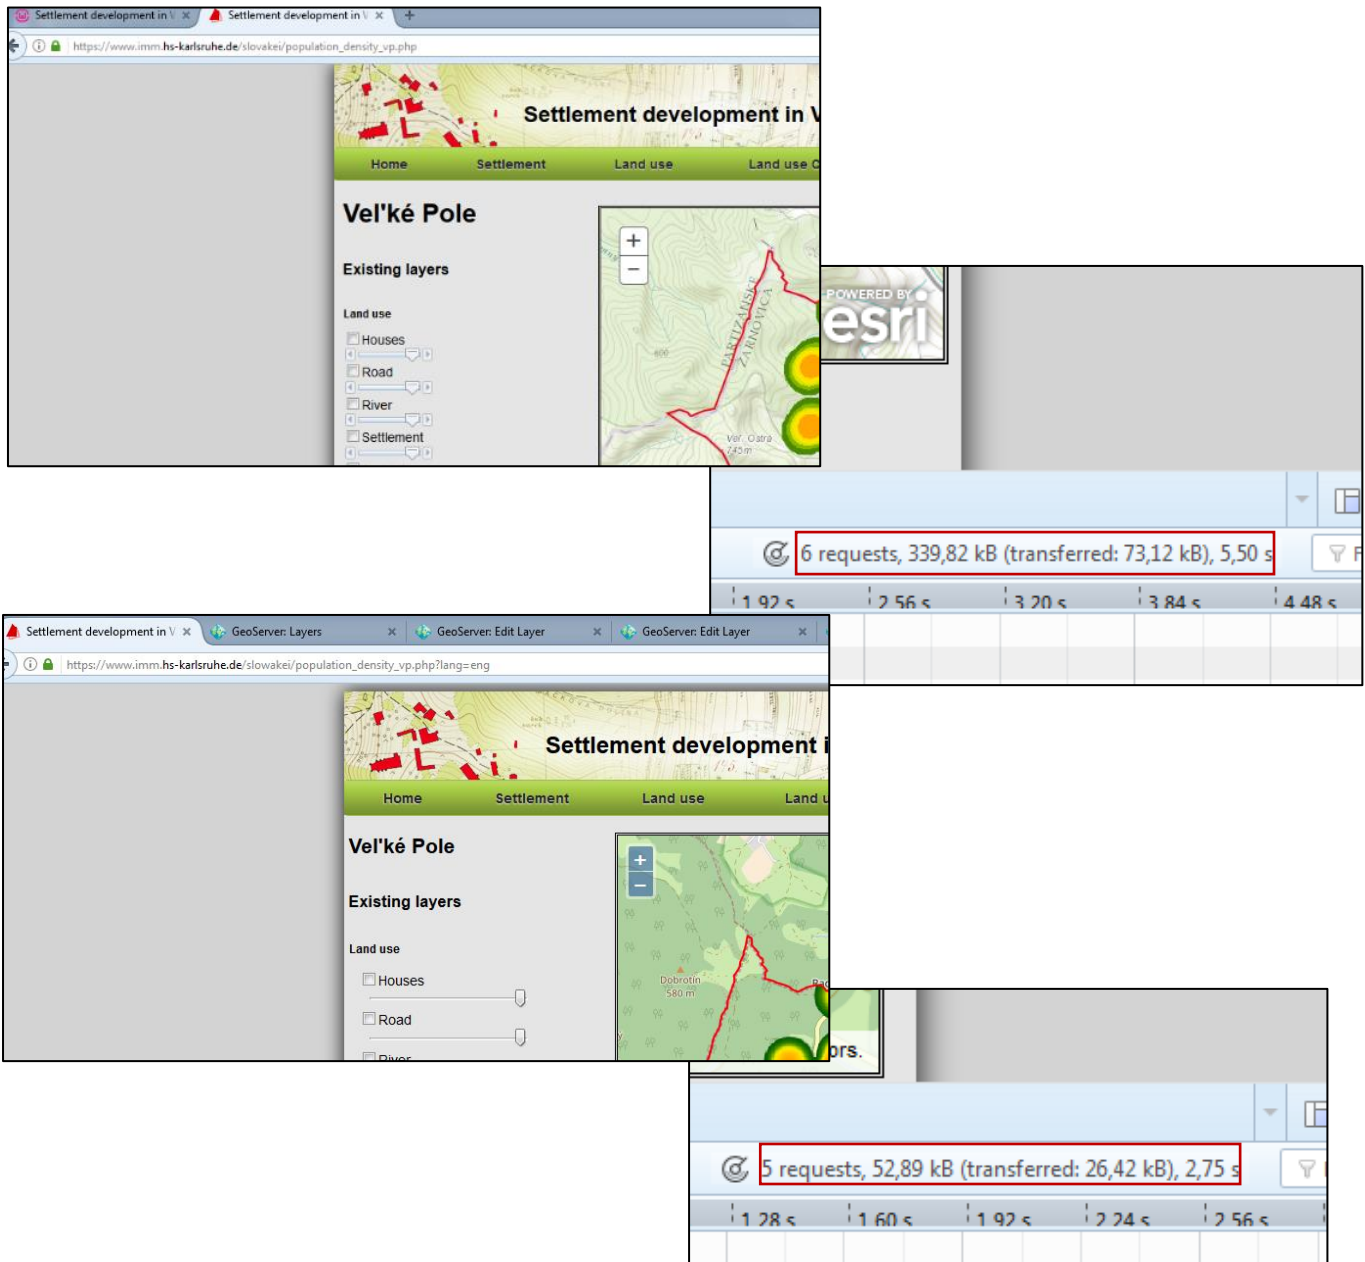 Settlement development in V
Settlement development in V
https://www.imm.hs-karlsruhe.de/slovakei/population_density_vp.php
Settlement development in V
Home Settlement Land use Land use C
Vel'ké Pole
+
−
Existing layers
Land use
Houses
Road
River
Settlement
PARTIZÁNSKE
ŽARNOVICA
600
Veľ. Ostrá
745m
POWERED BY
esri
6 requests, 339,82 kB (transferred: 73,12 kB), 5,50 s
F
1.92 s 2.56 s 3.20 s 3.84 s 4.48 s
Settlement development in V GeoServer: Layers GeoServer: Edit Layer GeoServer: Edit Layer
https://www.imm.hs-karlsruhe.de/slowakei/population_density_vp.php?lang=eng
Settlement development i
Home Settlement Land use Land u
Vel'ké Pole
+
−
Existing layers
Land use
Houses
Road
River
Dobrotín
580 m
ors.
5 requests, 52,89 kB (transferred: 26,42 kB), 2,75 s
1.28 s 1.60 s 1.92 s 2.24 s 2.56 s